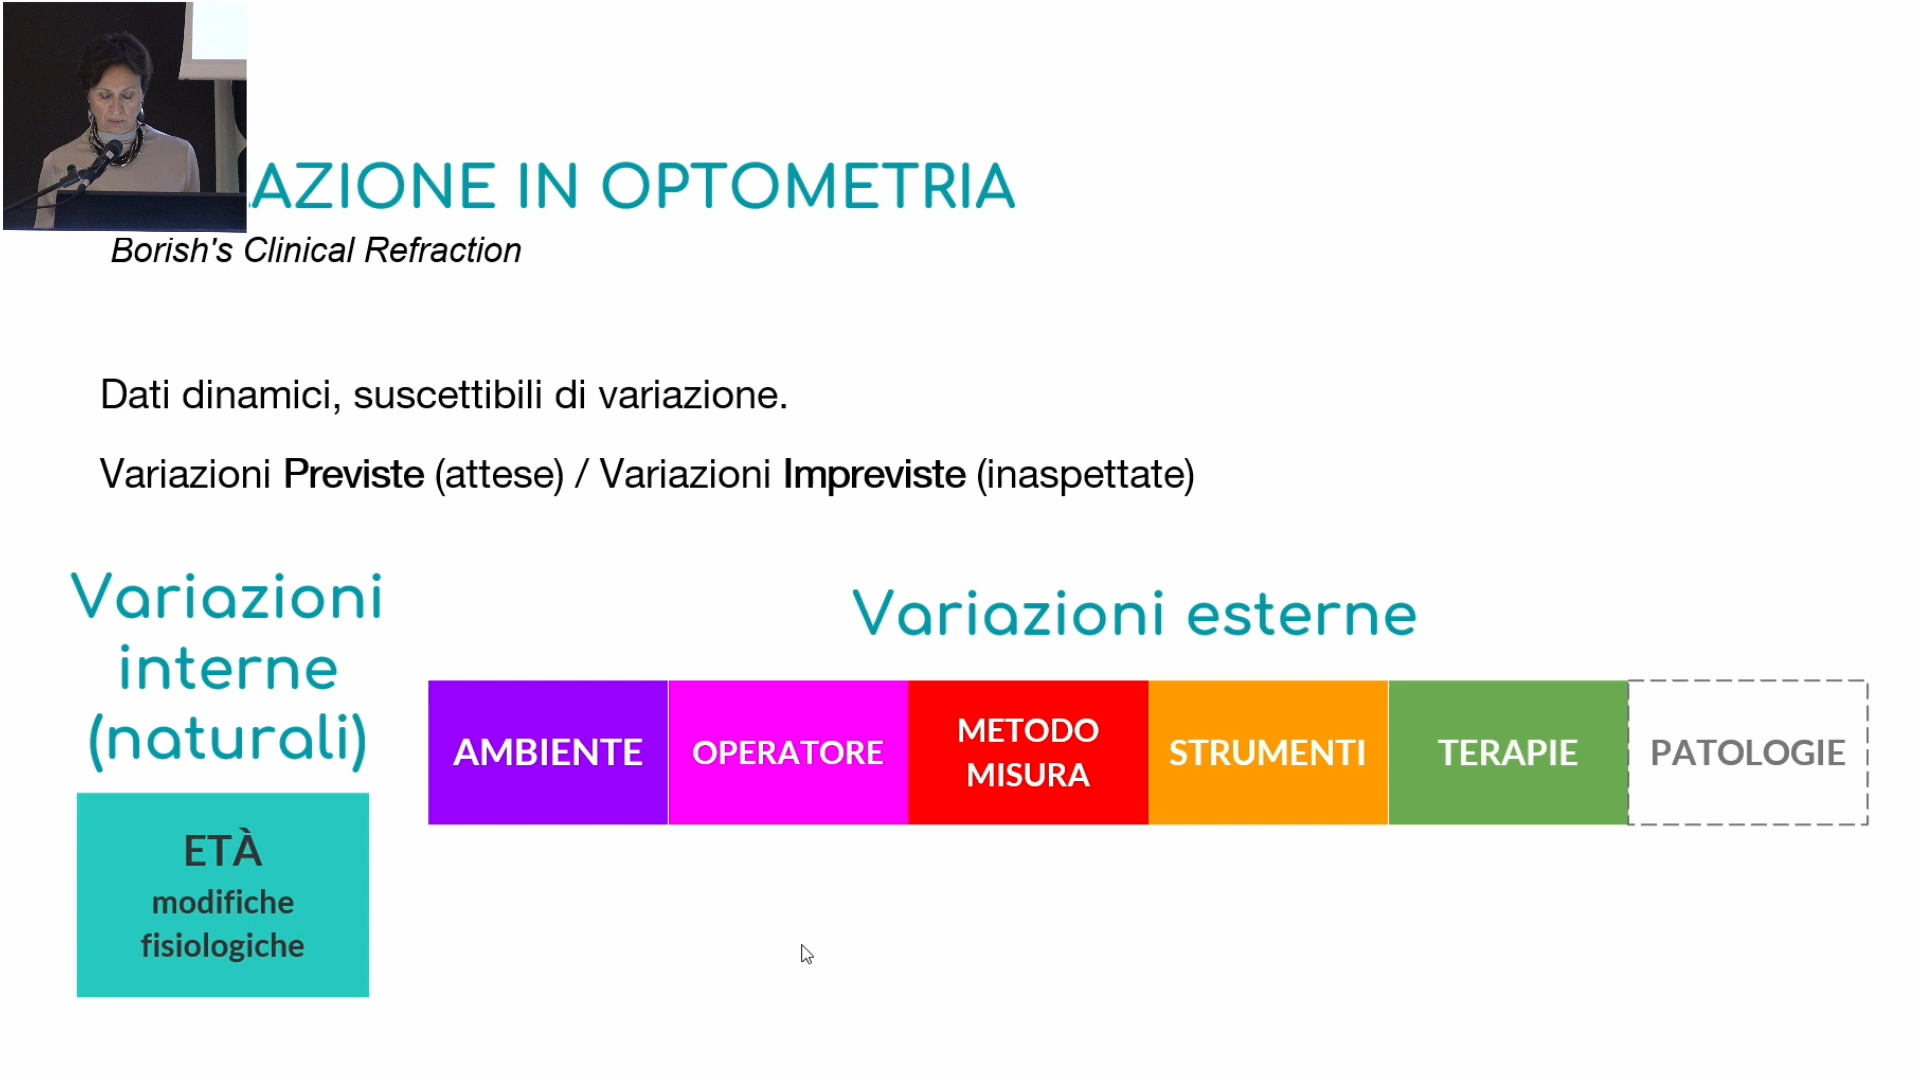 AZIONE IN OPTOMETRIA
Borish's Clinical Refraction
Dati dinamici, suscettibili di variazione.
Variazioni Previste (attese) / Variazioni Impreviste (inaspettate)
Variazioni
interne
(naturali)
ETÀ
modifiche
fisiologiche
Variazioni esterne
AMBIENTE
OPERATORE
METODO
MISURA
STRUMENTI
TERAPIE
PATOLOGIE